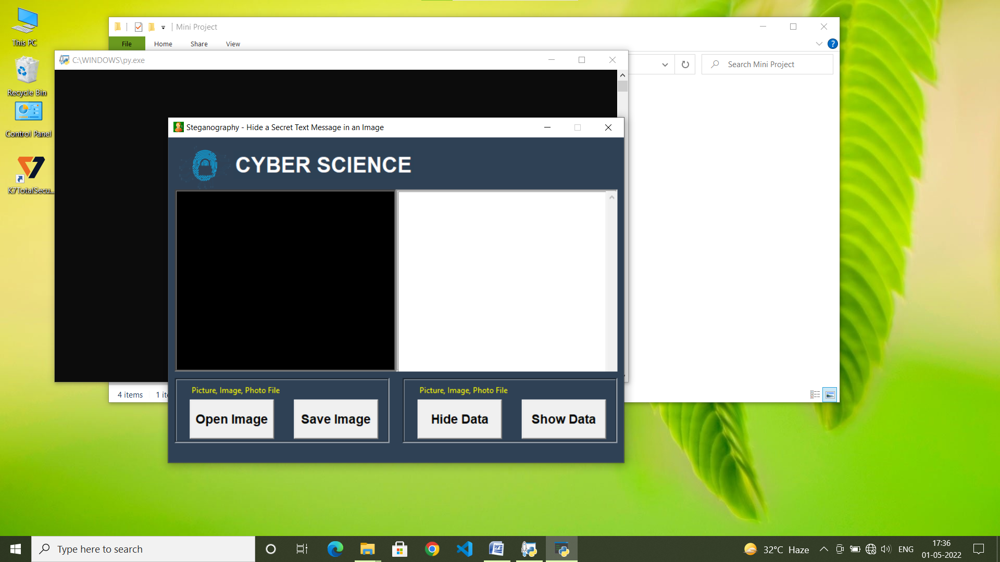 This PC
Recycle Bin
Control Panel
K7TotalSecu...
Mini Project
File Home Share View
Search Mini Project
C:\WINDOWS\py.exe
Steganography - Hide a Secret Text Message in an Image
CYBER SCIENCE
Picture, Image, Photo File
Open Image Save Image
Picture, Image, Photo File
Hide Data Show Data
4 items
Type here to search
32°C Haze
ENG
17:36
01-05-2022